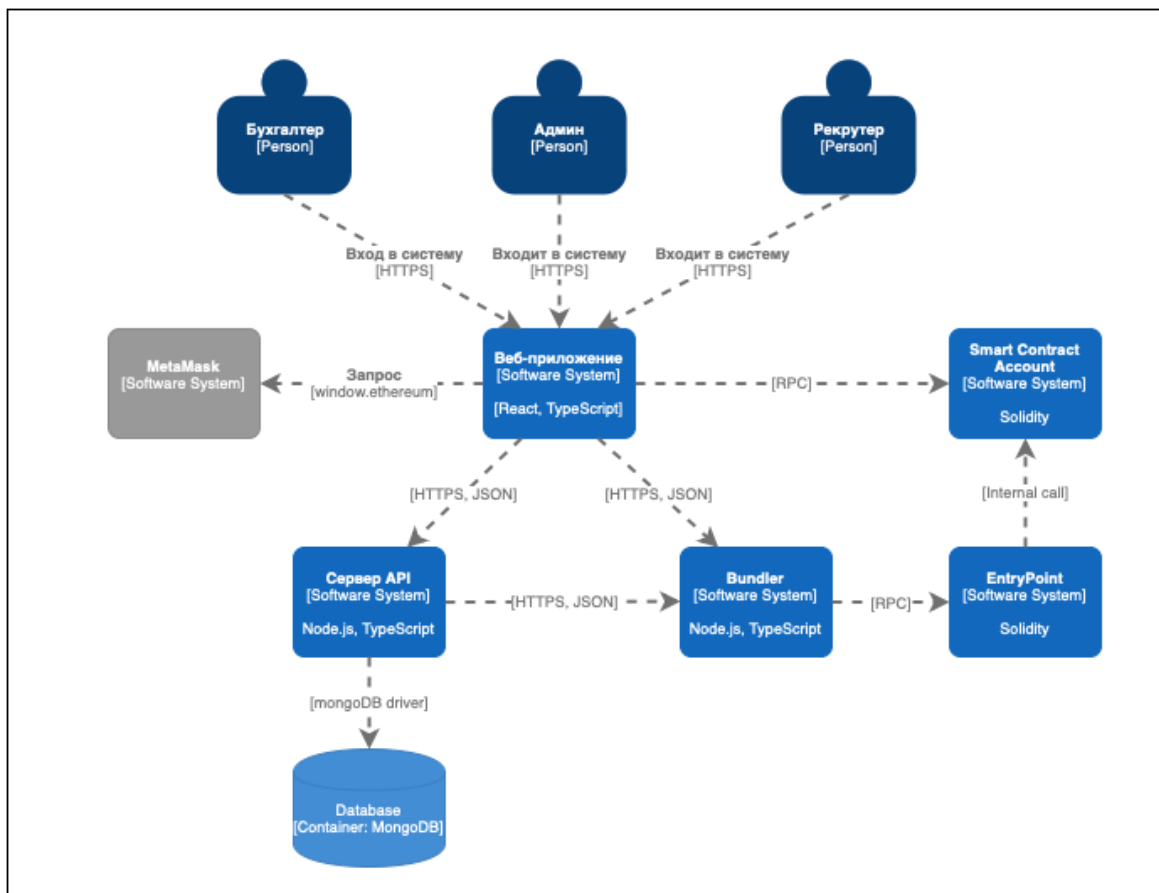 Бухгалтер
[Person]
Админ
[Person]
Рекрутер
[Person]
Вход в систему
[HTTPS]
Входит в систему
[HTTPS]
Входит в систему
[HTTPS]
MetaMask
[Software System]
Запрос
[window.ethereum]
Веб-приложение
[Software System]
[React, TypeScript]
[RPC]
Smart Contract
Account
[Software System]
Solidity
[HTTPS, JSON]
[HTTPS, JSON]
[Internal call]
Сервер API
[Software System]
Node.js, TypeScript
[HTTPS, JSON]
Bundler
[Software System]
Node.js, TypeScript
[RPC]
EntryPoint
[Software System]
Solidity
[mongoDB driver]
Database
[Container: MongoDB]